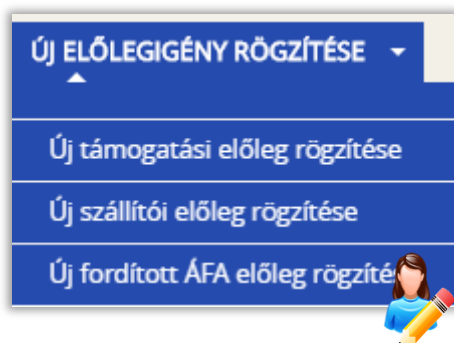 ÚJ ELŐLEGIGÉNY RÖGZÍTÉSE
Új támogatási előleg rögzítése
Új szállítói előleg rögzítése
Új fordított ÁFA előleg